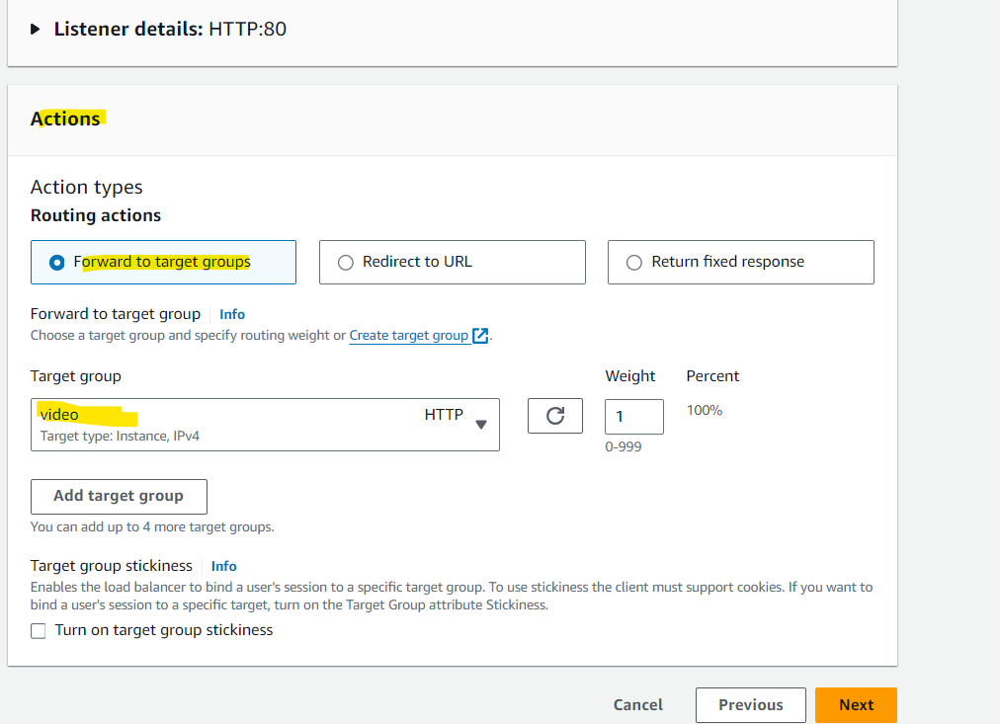 Listener details: HTTP:80
Actions
Action types
Routing actions
Forward to target groups
Redirect to URL
Return fixed response
Forward to target group Info
Choose a target group and specify routing weight or Create target group.
Target group
Weight
Percent
video
HTTP
Target type: Instance, IPv4
1
100%
0-999
Add target group
You can add up to 4 more target groups.
Target group stickiness Info
Enables the load balancer to bind a user's session to a specific target group. To use stickiness the client must support cookies. If you want to
bind a user's session to a specific target, turn on the Target Group attribute Stickiness.
Turn on target group stickiness
Cancel
Previous
Next